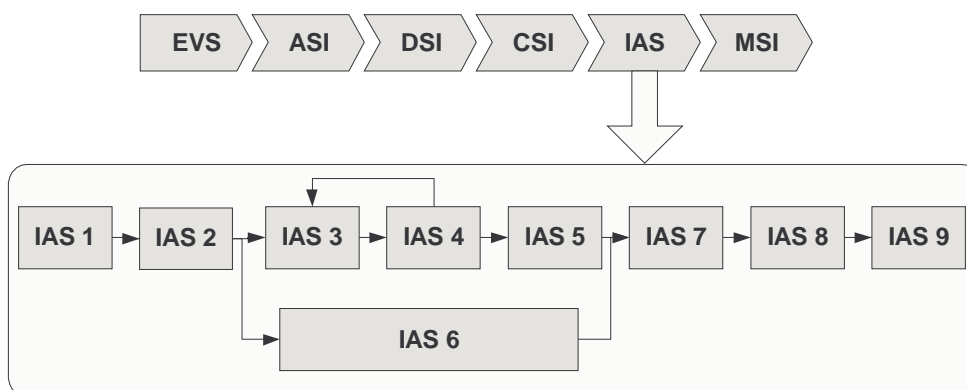 EVS ASI DSI CSI IAS MSI
IAS 1 IAS 2 IAS 3 IAS 4 IAS 5 IAS 7 IAS 8 IAS 9
IAS 6